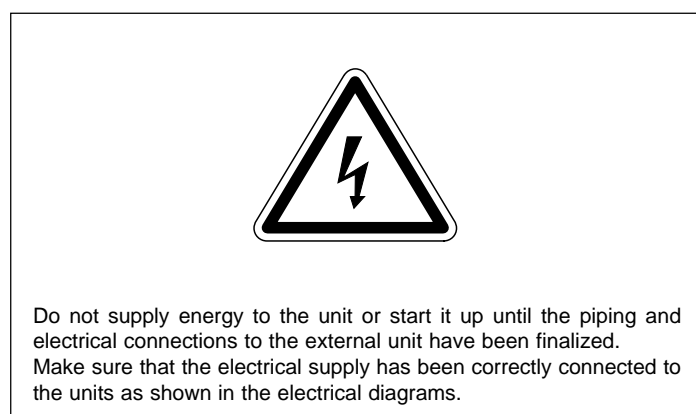 Do not supply energy to the unit or start it up until the piping and
electrical connections to the external unit have been finalized.
Make sure that the electrical supply has been correctly connected to
the units as shown in the electrical diagrams.